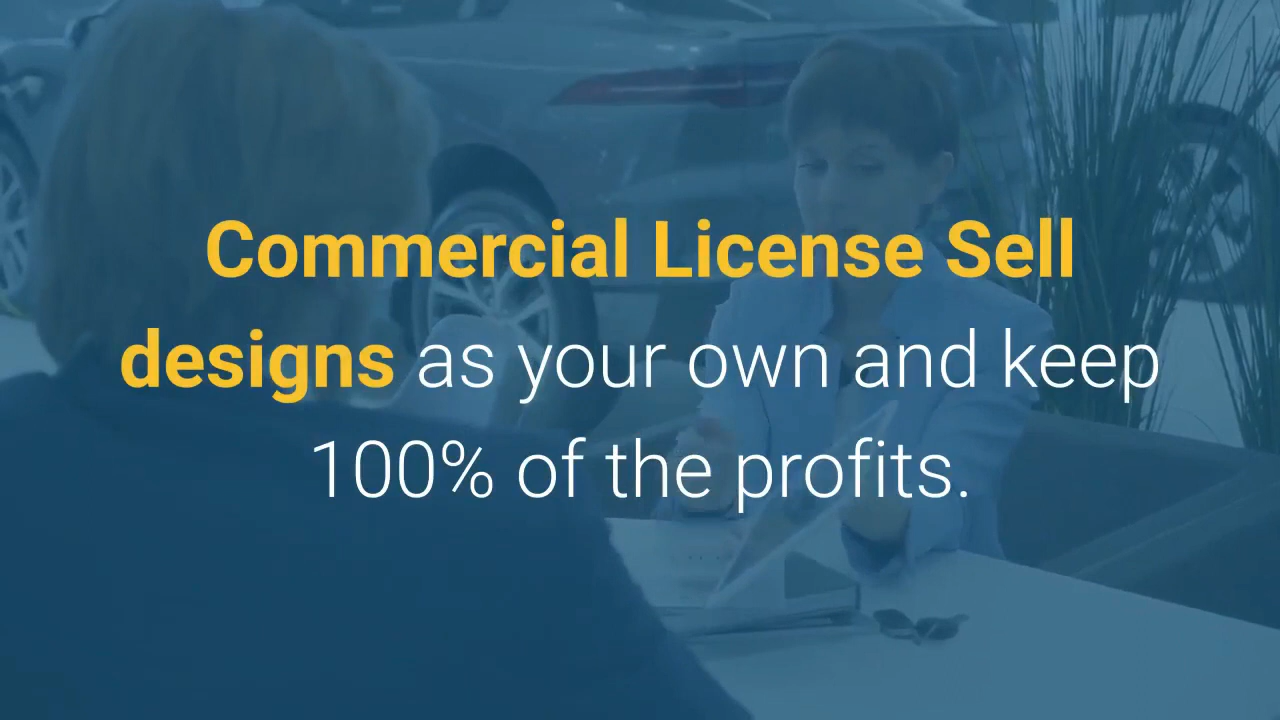 Commercial License Sell
designs as your own and keep
100% of the profits.